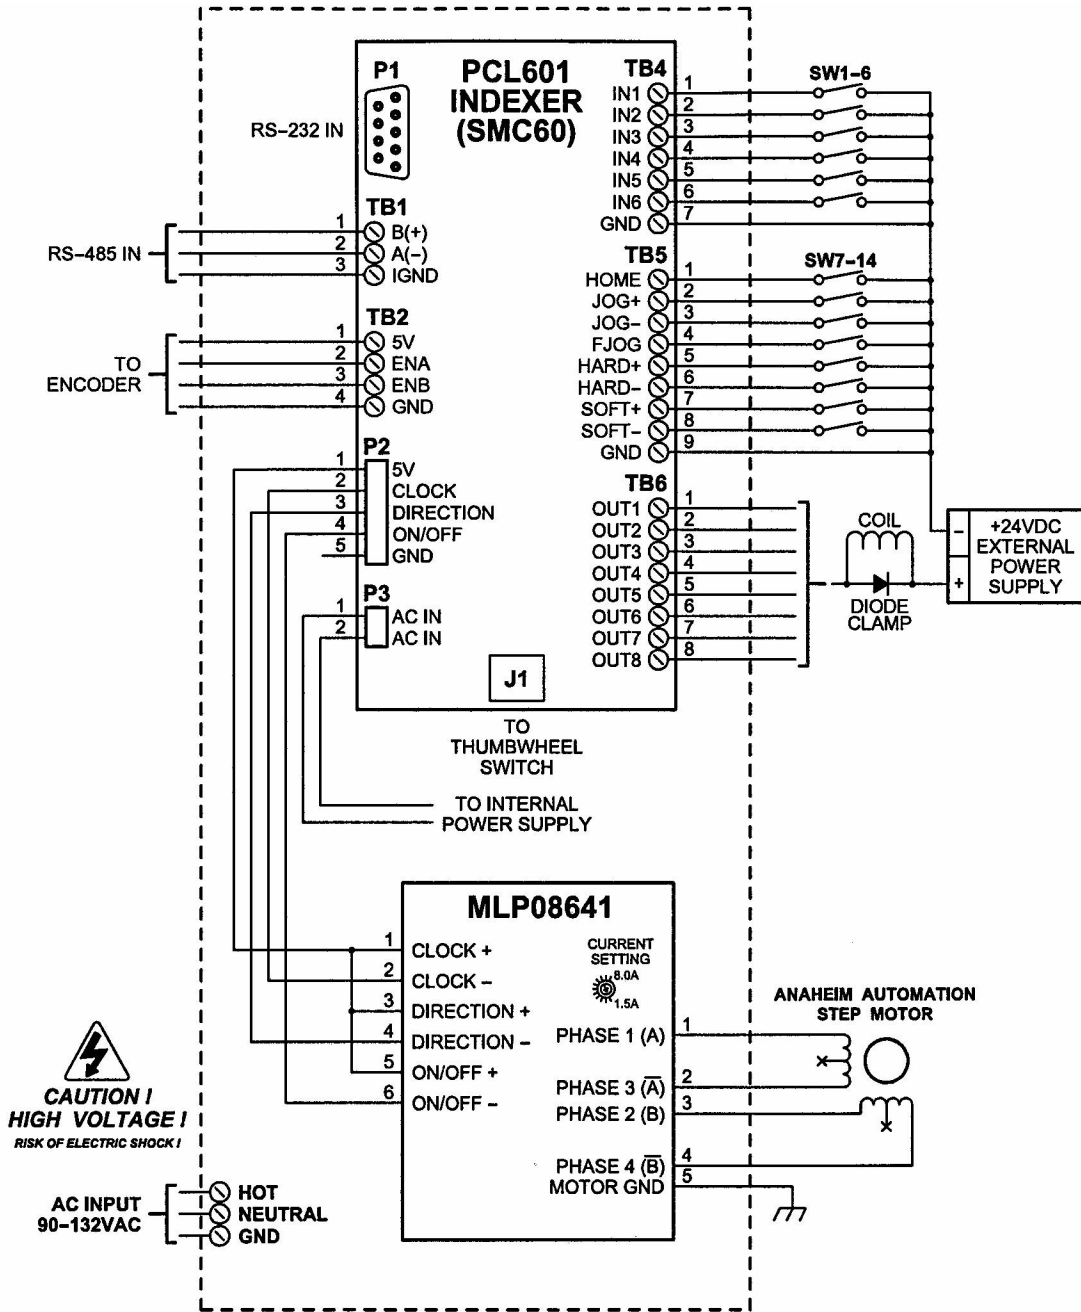 PCL601
INDEXER
(SMC60)
P1
RS-232 IN
TB1
RS-485 IN
1 B(+)
2 A(-)
3 IGND
TB2
TO
ENCODER
1 5V
2 ENA
3 ENB
4 GND
P2
1 5V
2 CLOCK
3 DIRECTION
4 ON/OFF
5 GND
P3
1 AC IN
2 AC IN
J1
TO
THUMBWHEEL
SWITCH
TO INTERNAL
POWER SUPPLY
TB4
SW1-6
IN1 1
IN2 2
IN3 3
IN4 4
IN5 5
IN6 6
GND 7
TB5
SW7-14
HOME 1
JOG+ 2
JOG- 3
FJOG 4
HARD+ 5
HARD- 6
SOFT+ 7
SOFT- 8
GND 9
TB6
OUT1 1
OUT2 2
OUT3 3
OUT4 4
OUT5 5
OUT6 6
OUT7 7
OUT8 8
COIL
DIODE
CLAMP
-
+
+24VDC
EXTERNAL
POWER
SUPPLY
MLP08641
1 CLOCK +
2 CLOCK -
3 DIRECTION +
4 DIRECTION -
5 ON/OFF +
6 ON/OFF -
CURRENT
SETTING
8.0A
1.5A
PHASE 1 (A) 1
PHASE 3 (A̅) 2
PHASE 2 (B) 3
PHASE 4 (B̅) 4
MOTOR GND 5
ANAHEIM AUTOMATION
STEP MOTOR
CAUTION !
HIGH VOLTAGE !
RISK OF ELECTRIC SHOCK !
AC INPUT
90-132VAC
HOT
NEUTRAL
GND